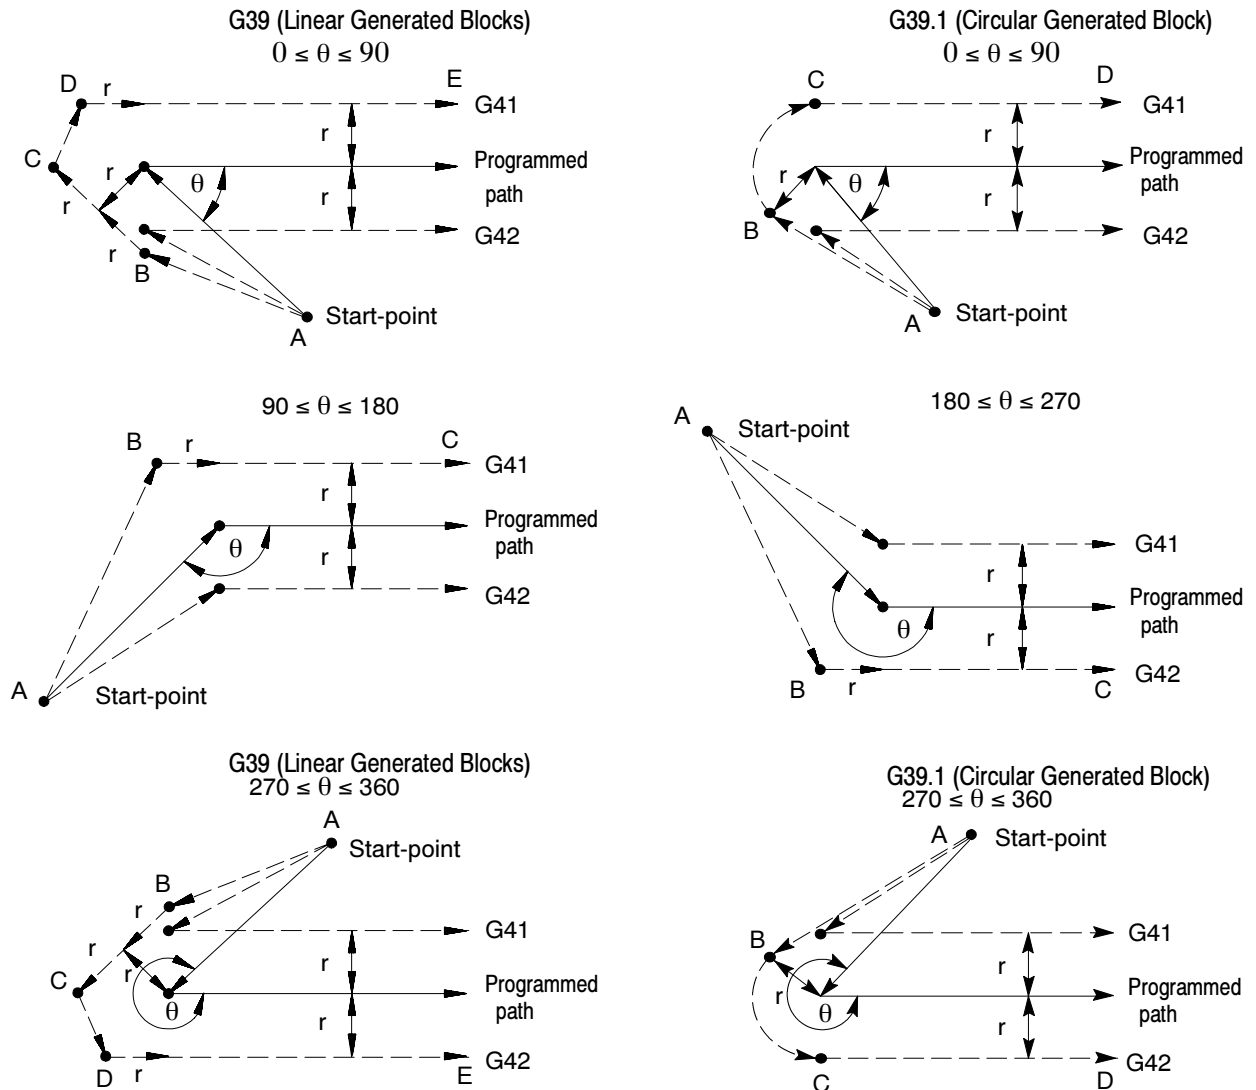 G39 (Linear Generated Blocks)
0 ≤ θ ≤ 90
D
r
E
G41
C
r
r
θ
r
Programmed
path
r
r
B
G42
Start-point
A
G39.1 (Circular Generated Block)
0 ≤ θ ≤ 90
C
D
G41
r
Programmed
path
r
θ
r
B
G42
A
Start-point
90 ≤ θ ≤ 180
B
r
C
G41
r
Programmed
path
θ
r
G42
A
Start-point
180 ≤ θ ≤ 270
A
Start-point
G41
r
Programmed
path
θ
r
B
r
C
G42
G39 (Linear Generated Blocks)
270 ≤ θ ≤ 360
A
Start-point
B
r
G41
r
r
r
C
Programmed
path
θ
r
G42
D
r
E
G39.1 (Circular Generated Block)
270 ≤ θ ≤ 360
A
Start-point
B
G41
r
r
Programmed
path
θ
r
G42
C
D